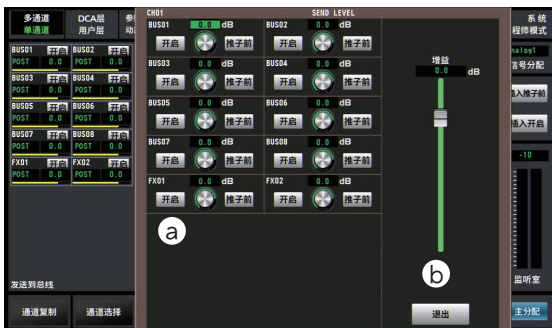 多通道
单通道
DCA层
用户层
BUS01 开启 BUS02 开启
POST 0.0 POST 0.0
BUS03 开启 BUS04 开启
POST 0.0 POST 0.0
BUS05 开启 BUS06 开启
POST 0.0 POST 0.0
BUS07 开启 BUS08 开启
POST 0.0 POST 0.0
FX01 开启 FX02 开启
POST 0.0 POST 0.0
发送到总线
通道复制 通道选择
CH01 SEND LEVEL
BUS01 0.0 dB BUS02 0.0 dB
开启 推子前 开启 推子前
BUS03 0.0 dB BUS04 0.0 dB
开启 推子前 开启 推子前
BUS05 0.0 dB BUS06 0.0 dB
开启 推子前 开启 推子前
BUS07 0.0 dB BUS08 0.0 dB
开启 推子前 开启 推子前
FX01 0.0 dB FX02 0.0 dB
开启 推子前 开启 推子前
a
增益
0.0 dB
b
退出
系统
程师模式
nalog1
信号分配
插入推子前
插入开启
-10
监听室
主分配